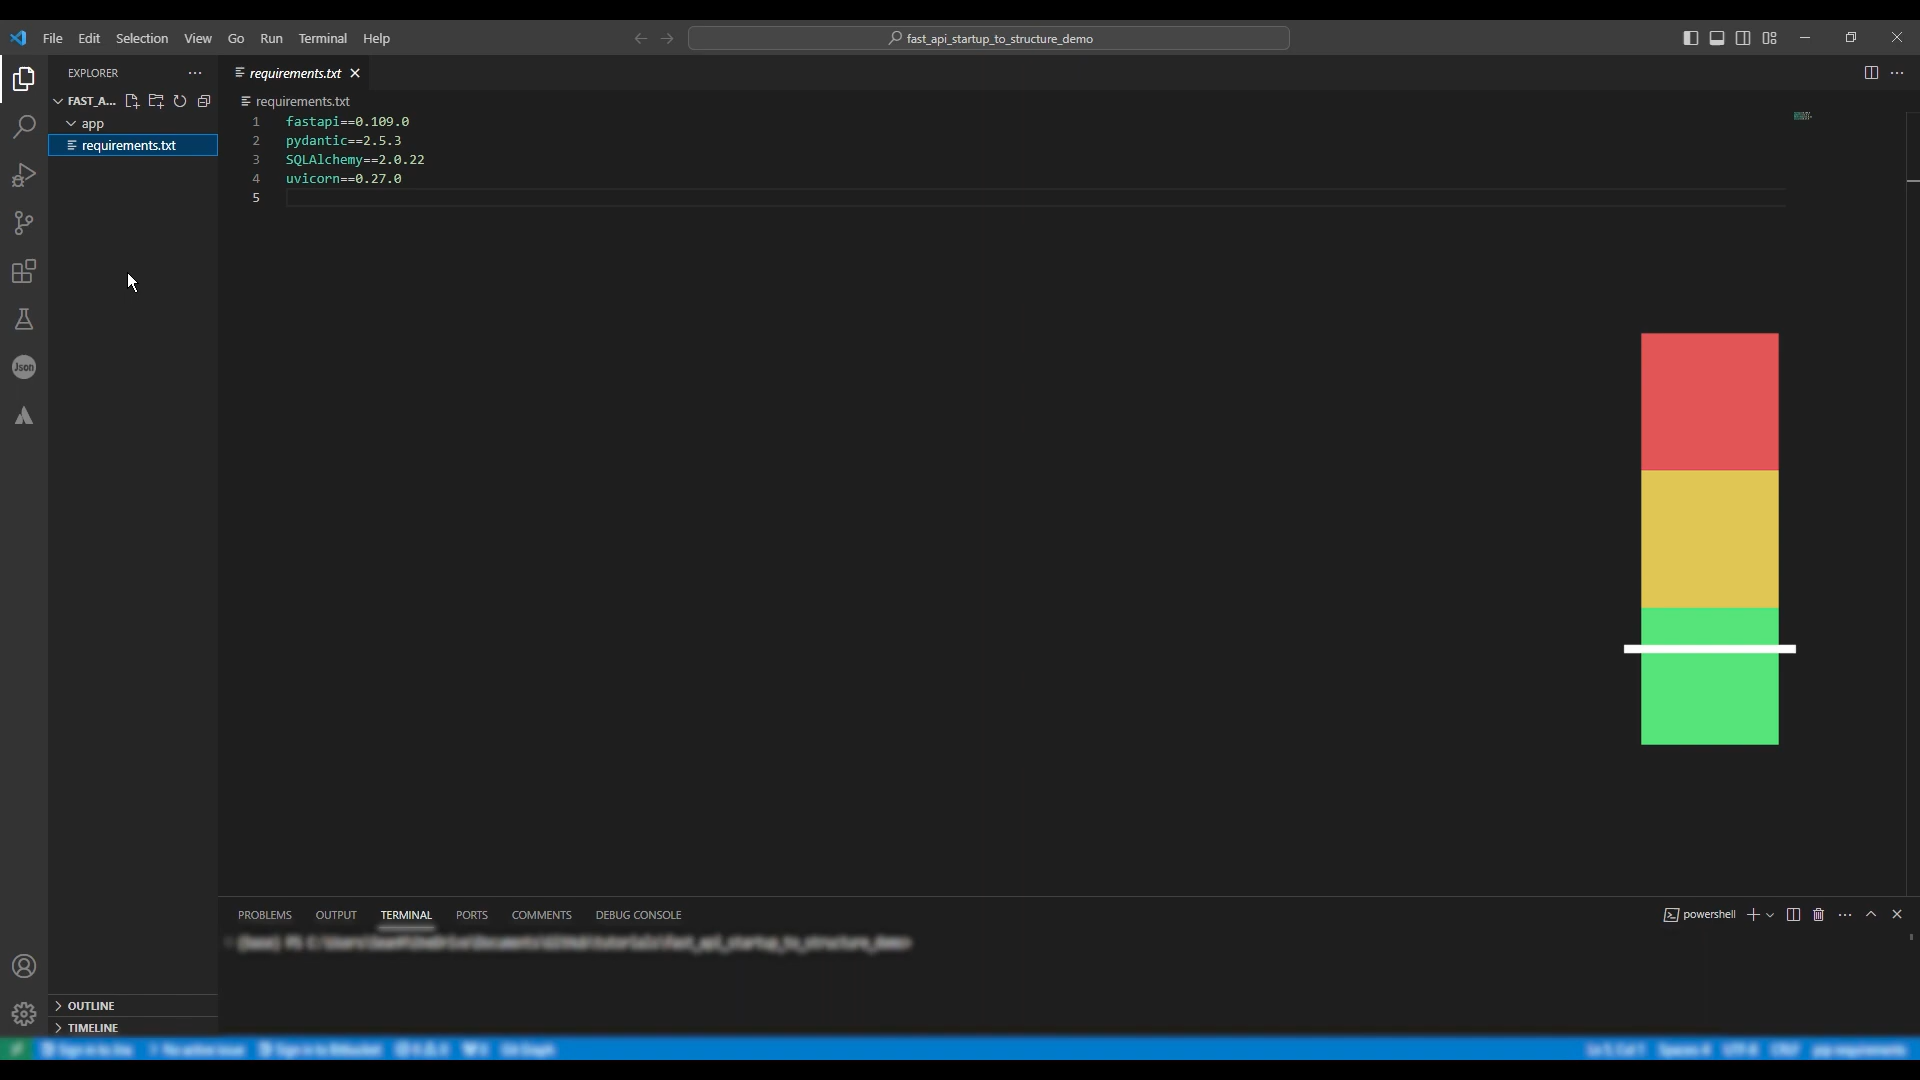 File Edit Selection View Go Run Terminal Help
fast_api_startup_to_structure_demo
EXPLORER
requirements.txt
FAST_A...
requirements.txt
app
requirements.txt
1 fastapi==0.109.0
2 pydantic==2.5.3
3 SQLAlchemy==2.0.22
4 uvicorn==0.27.0
5
Json
PROBLEMS OUTPUT TERMINAL PORTS COMMENTS DEBUG CONSOLE
powershell
OUTLINE
TIMELINE